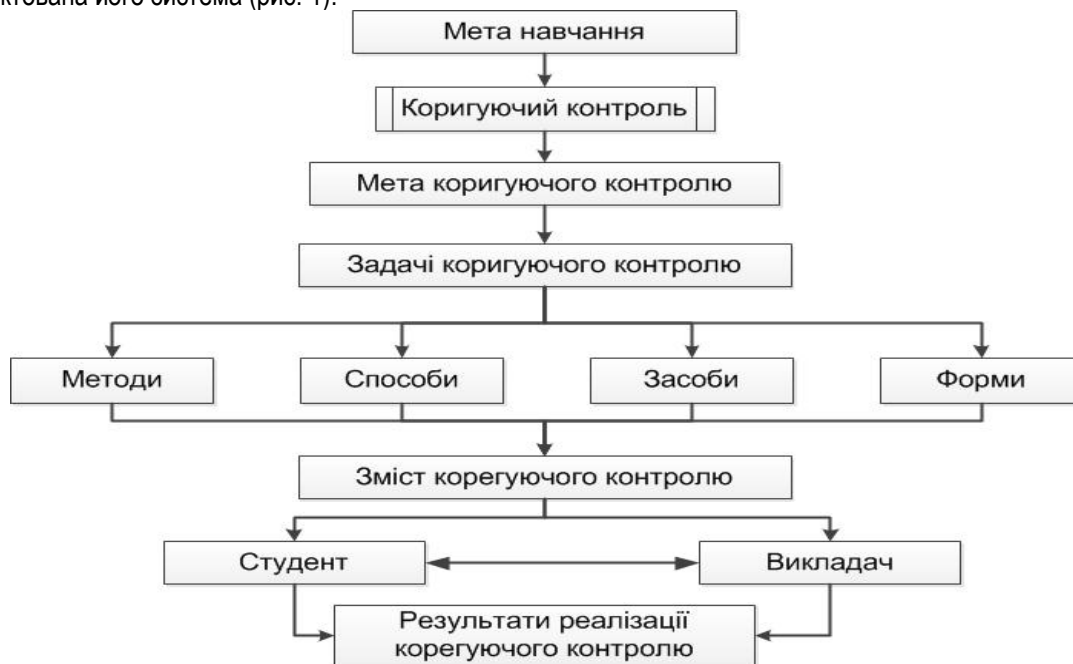 його система (рис. 1).
Мета навчання
Коригуючий контроль
Мета коригуючого контролю
Задачі коригуючого контролю
Методи Способи Засоби Форми
Зміст корегуючого контролю
Студент Викладач
Результати реалізації
корегуючого контролю